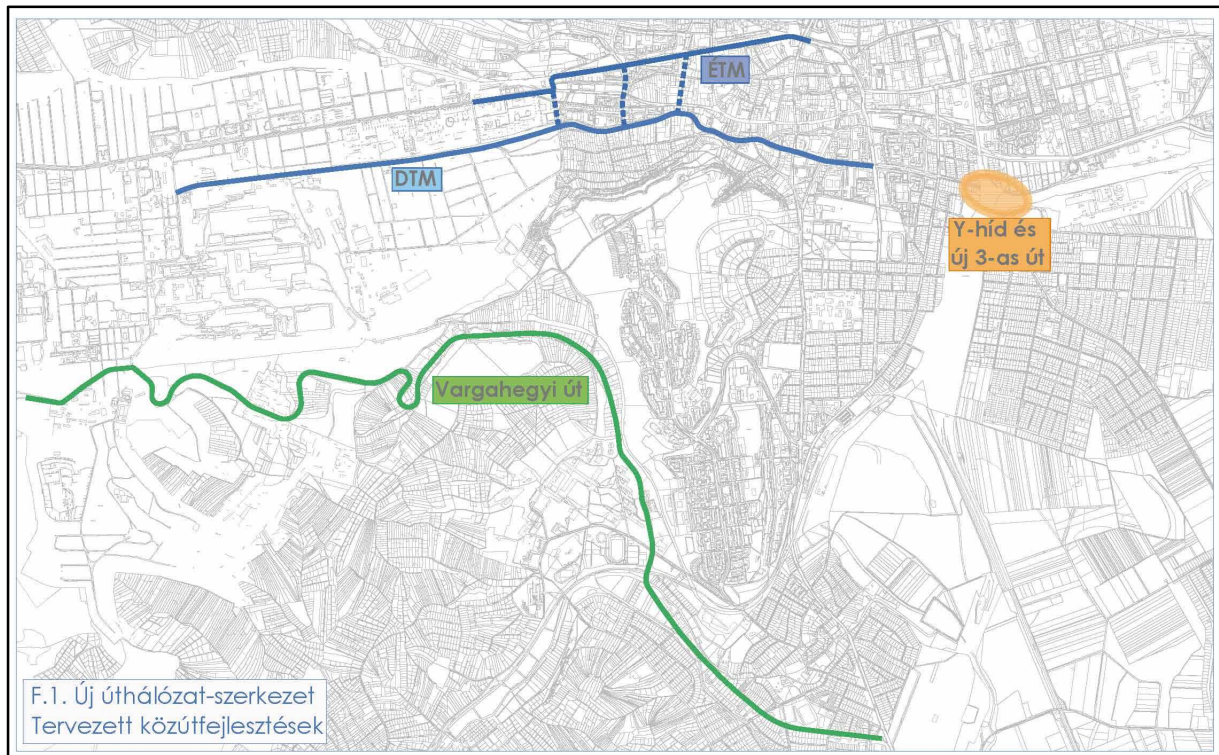 ÉTM
DTM
Y-híd és
új 3-as út
Vargahegyi út
F.1. Új úthálózat-szerkezet
Tervezett közútfejlesztések